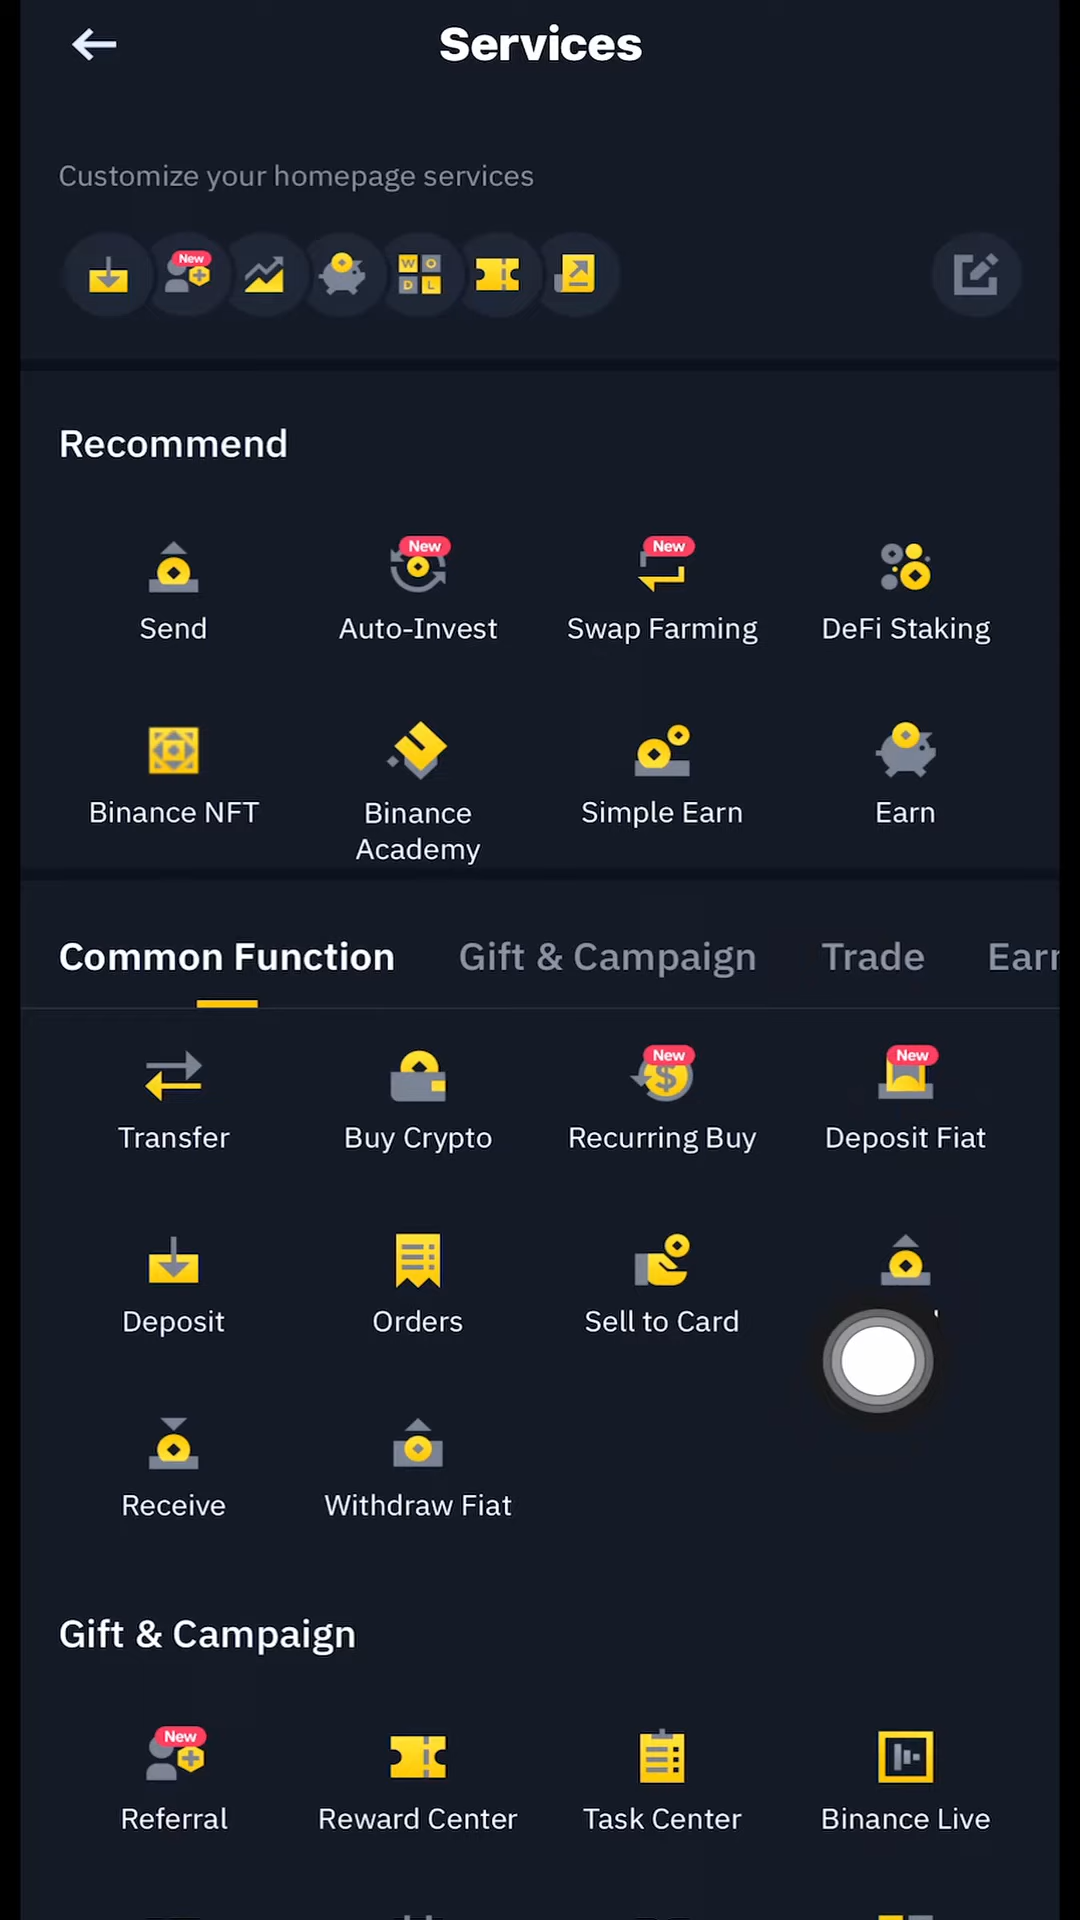 Services
Customize your homepage services
New
W O
D L
Recommend
New
New
Send
Auto-Invest
Swap Farming
DeFi Staking
Binance NFT
Binance
Academy
Simple Earn
Earn
Common Function
Gift & Campaign
Trade
Earn
New
New
Transfer
Buy Crypto
Recurring Buy
Deposit Fiat
Deposit
Orders
Sell to Card
Receive
Withdraw Fiat
Gift & Campaign
New
Referral
Reward Center
Task Center
Binance Live